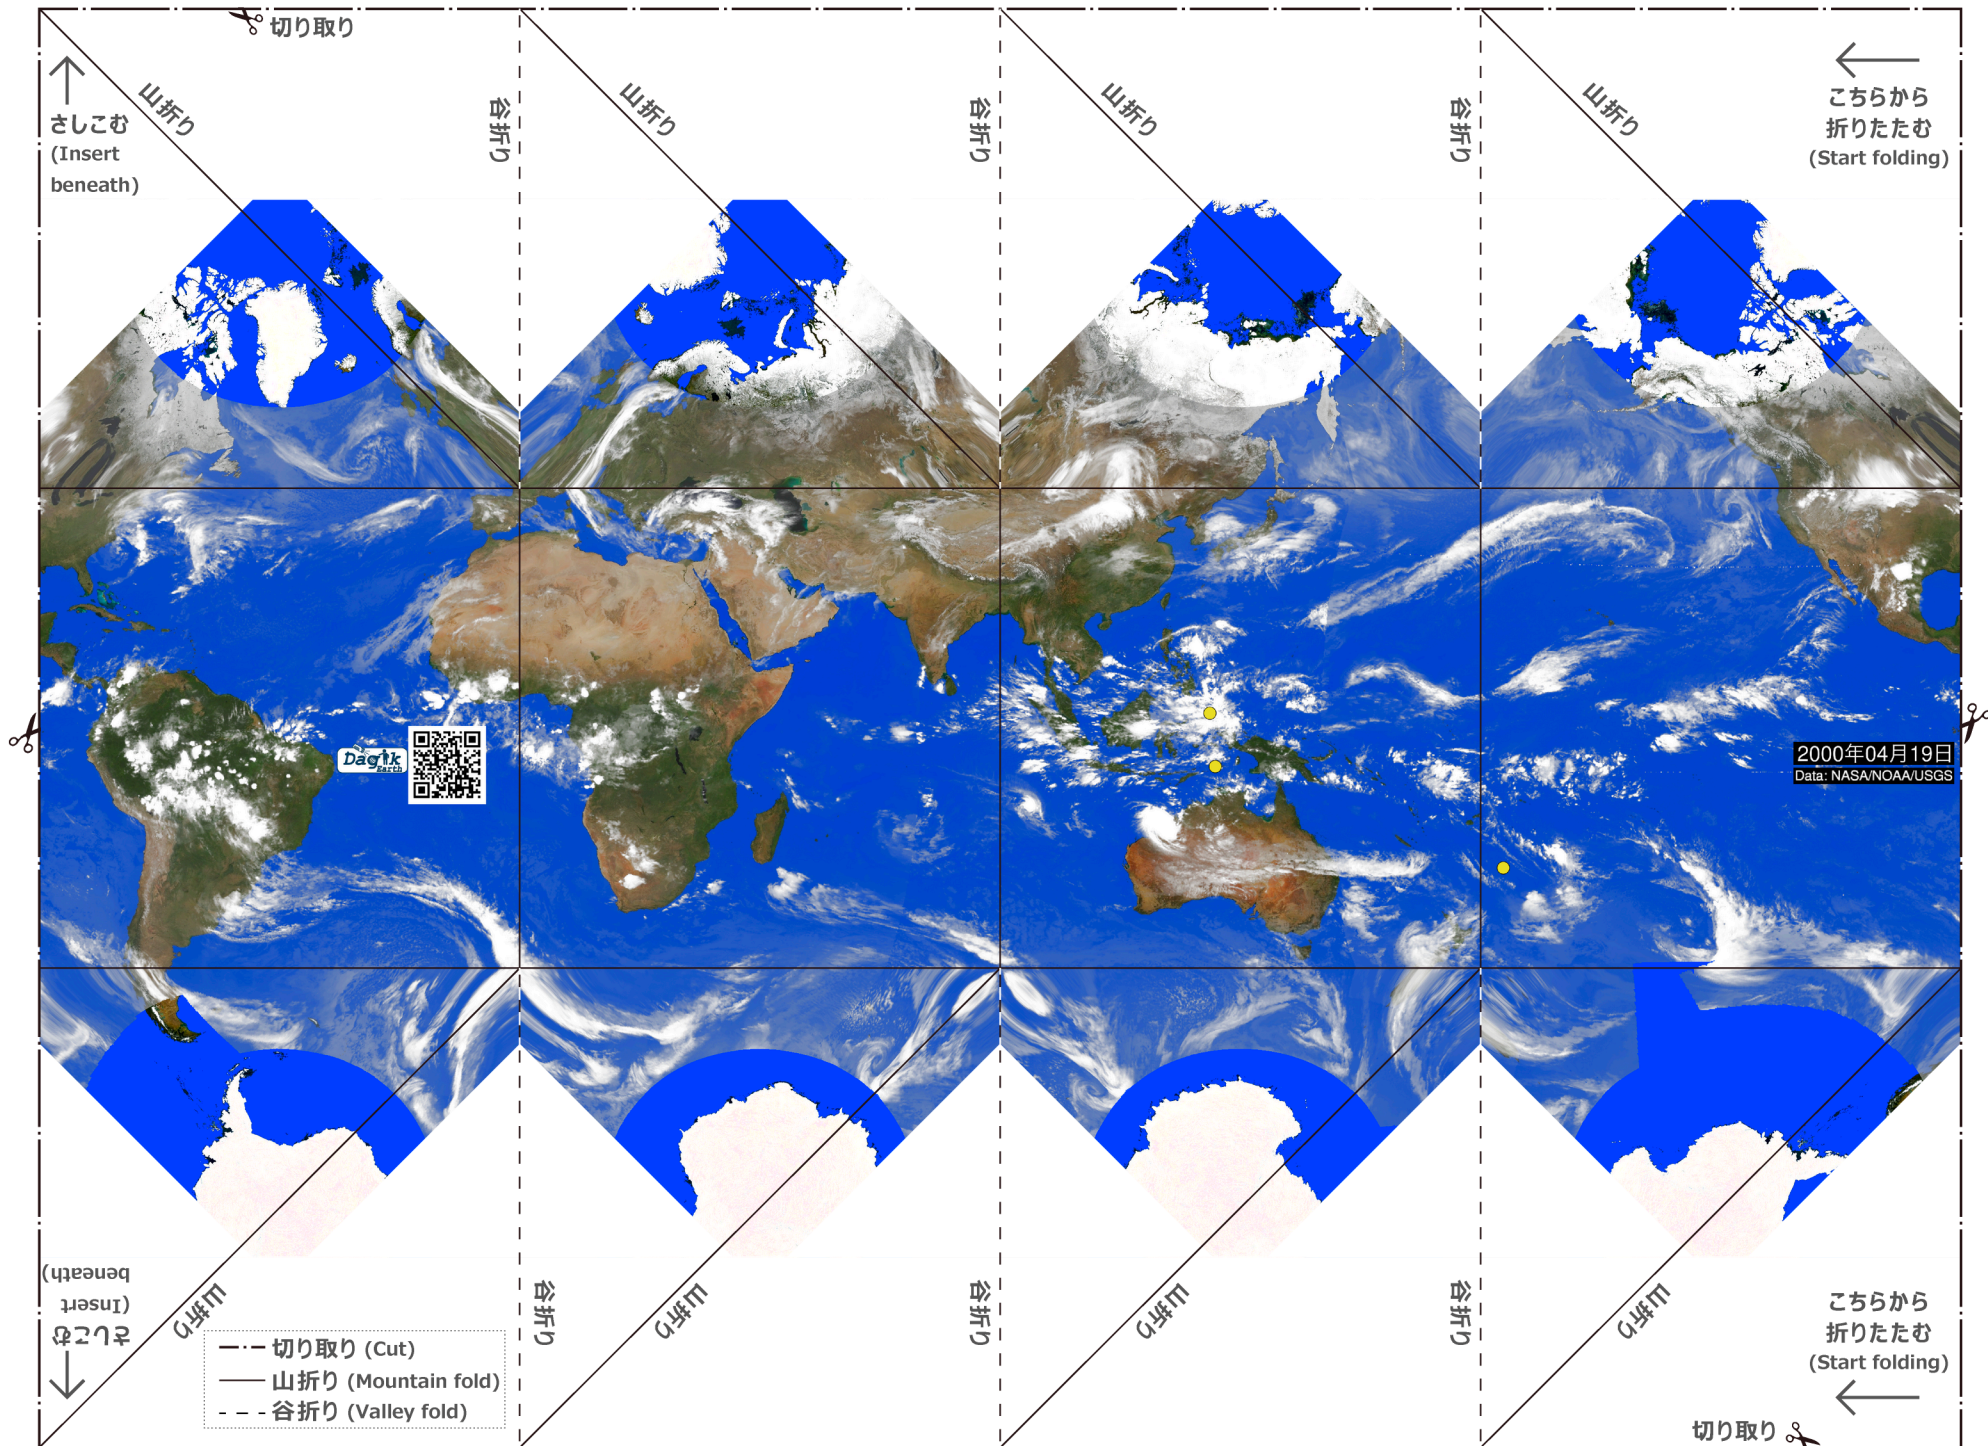 切り取り
さしこむ
(Insert
beneath)
山折り
谷折り
山折り
谷折り
山折り
谷折り
山折り
こちらから
折りたたむ
(Start folding)
Dagik
Earth
2000年04月19日
Data: NASA/NOAA/USGS
さしこむ
(Insert
beneath)
山折り
谷折り
山折り
谷折り
山折り
谷折り
山折り
こちらから
折りたたむ
(Start folding)
切り取り (Cut)
山折り (Mountain fold)
谷折り (Valley fold)
切り取り